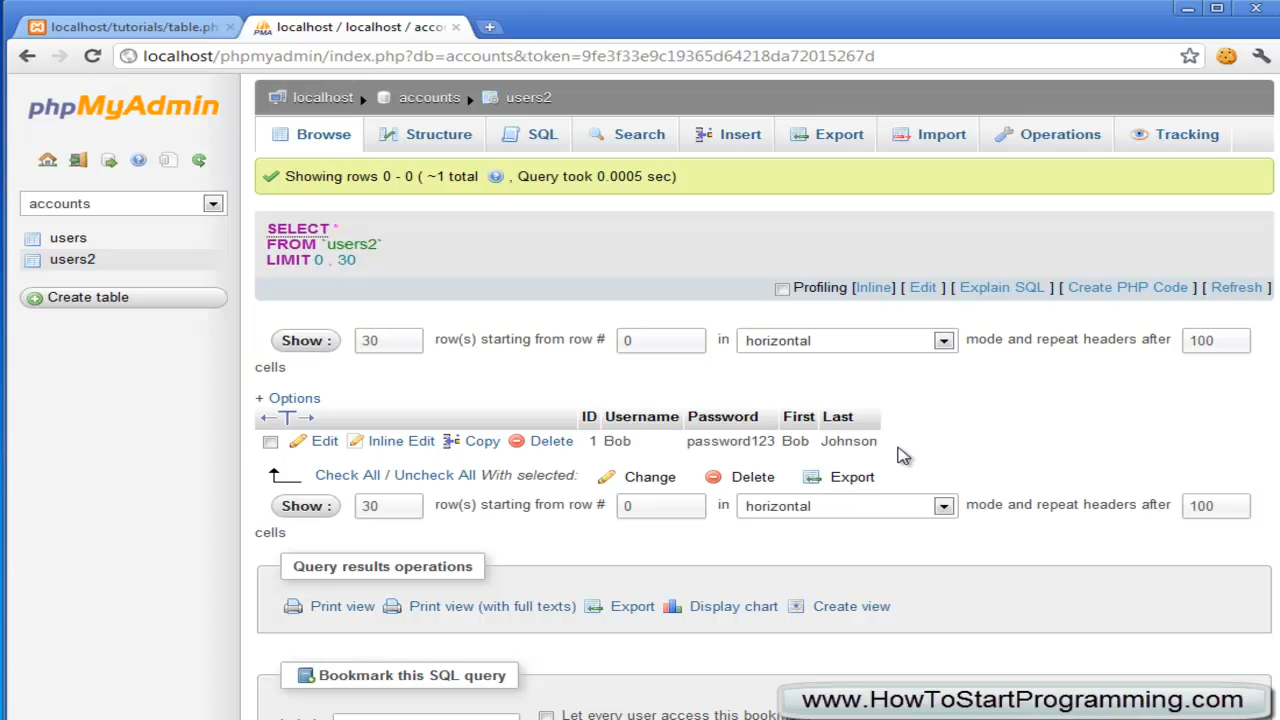 localhost/tutorials/table.ph
localhost / localhost / acco
localhost/phpmyadmin/index.php?db=accounts&token=9fe3f33e9c19365d64218da72015267d
phpMyAdmin
accounts
users
users2
Create table
localhost accounts users2
Browse Structure SQL Search Insert Export Import Operations Tracking
Showing rows 0 - 0 ( ~1 total , Query took 0.0005 sec)
SELECT *
FROM `users2`
LIMIT 0 , 30
Profiling [Inline] [ Edit ] [ Explain SQL ] [ Create PHP Code ] [ Refresh ]
Show : 30 row(s) starting from row # 0 in horizontal mode and repeat headers after 100
cells
+ Options
←T→ ID Username Password First Last
Edit Inline Edit Copy Delete 1 Bob password123 Bob Johnson
Check All / Uncheck All With selected: Change Delete Export
Show : 30 row(s) starting from row # 0 in horizontal mode and repeat headers after 100
cells
Query results operations
Print view Print view (with full texts) Export Display chart Create view
Bookmark this SQL query
Let every user access this bookm
www.HowToStartProgramming.com